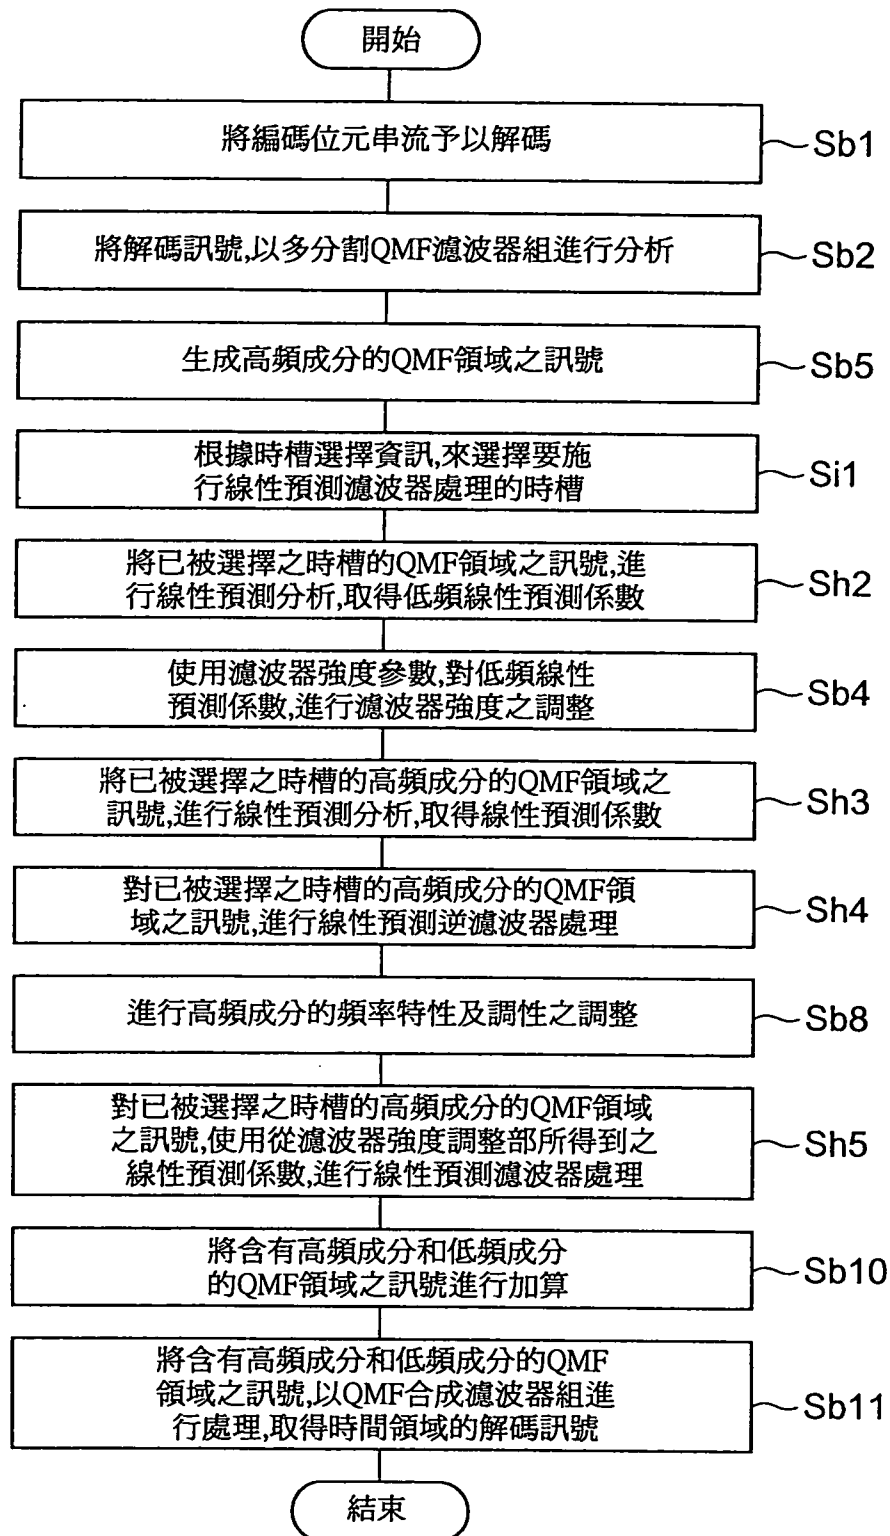 開始
將編碼位元串流予以解碼
Sb1
將解碼訊號,以多分割QMF濾波器組進行分析
Sb2
生成高頻成分的QMF領域之訊號
Sb5
根據時槽選擇資訊,來選擇要施
行線性預測濾波器處理的時槽
Si1
將已被選擇之時槽的QMF領域之訊號,進
行線性預測分析,取得低頻線性預測係數
Sh2
使用濾波器強度參數,對低頻線性
預測係數,進行濾波器強度之調整
Sb4
將已被選擇之時槽的高頻成分的QMF領域之
訊號,進行線性預測分析,取得線性預測係數
Sh3
對已被選擇之時槽的高頻成分的QMF領
域之訊號,進行線性預測逆濾波器處理
Sh4
進行高頻成分的頻率特性及調性之調整
Sb8
對已被選擇之時槽的高頻成分的QMF領域
之訊號,使用從濾波器強度調整部所得到之
線性預測係數,進行線性預測濾波器處理
Sh5
將含有高頻成分和低頻成分
的QMF領域之訊號進行加算
Sb10
將含有高頻成分和低頻成分的QMF
領域之訊號,以QMF合成濾波器組進
行處理,取得時間領域的解碼訊號
Sb11
結束